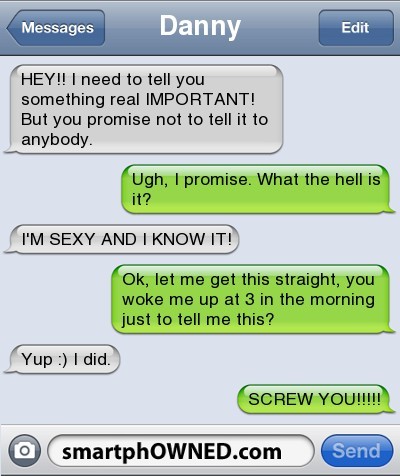 Messages
Danny
Edit
HEY!! I need to tell you
something real IMPORTANT!
But you promise not to tell it to
anybody.
Ugh, I promise. What the hell is
it?
I'M SEXY AND I KNOW IT!
Ok, let me get this straight, you
woke me up at 3 in the morning
just to tell me this?
Yup :) I did.
SCREW YOU!!!!!
smartphOWNED.com
Send